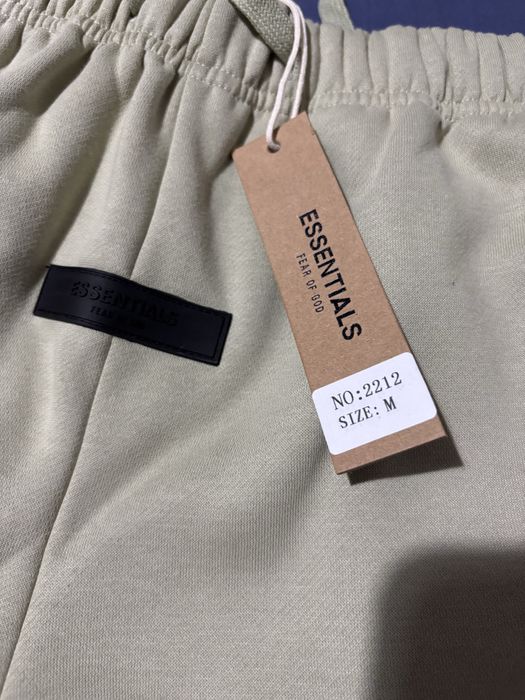 ESSENTIALS
FEAR OF GOD
ESSENTIALS
FEAR OF GOD
NO:2212
SIZE: M